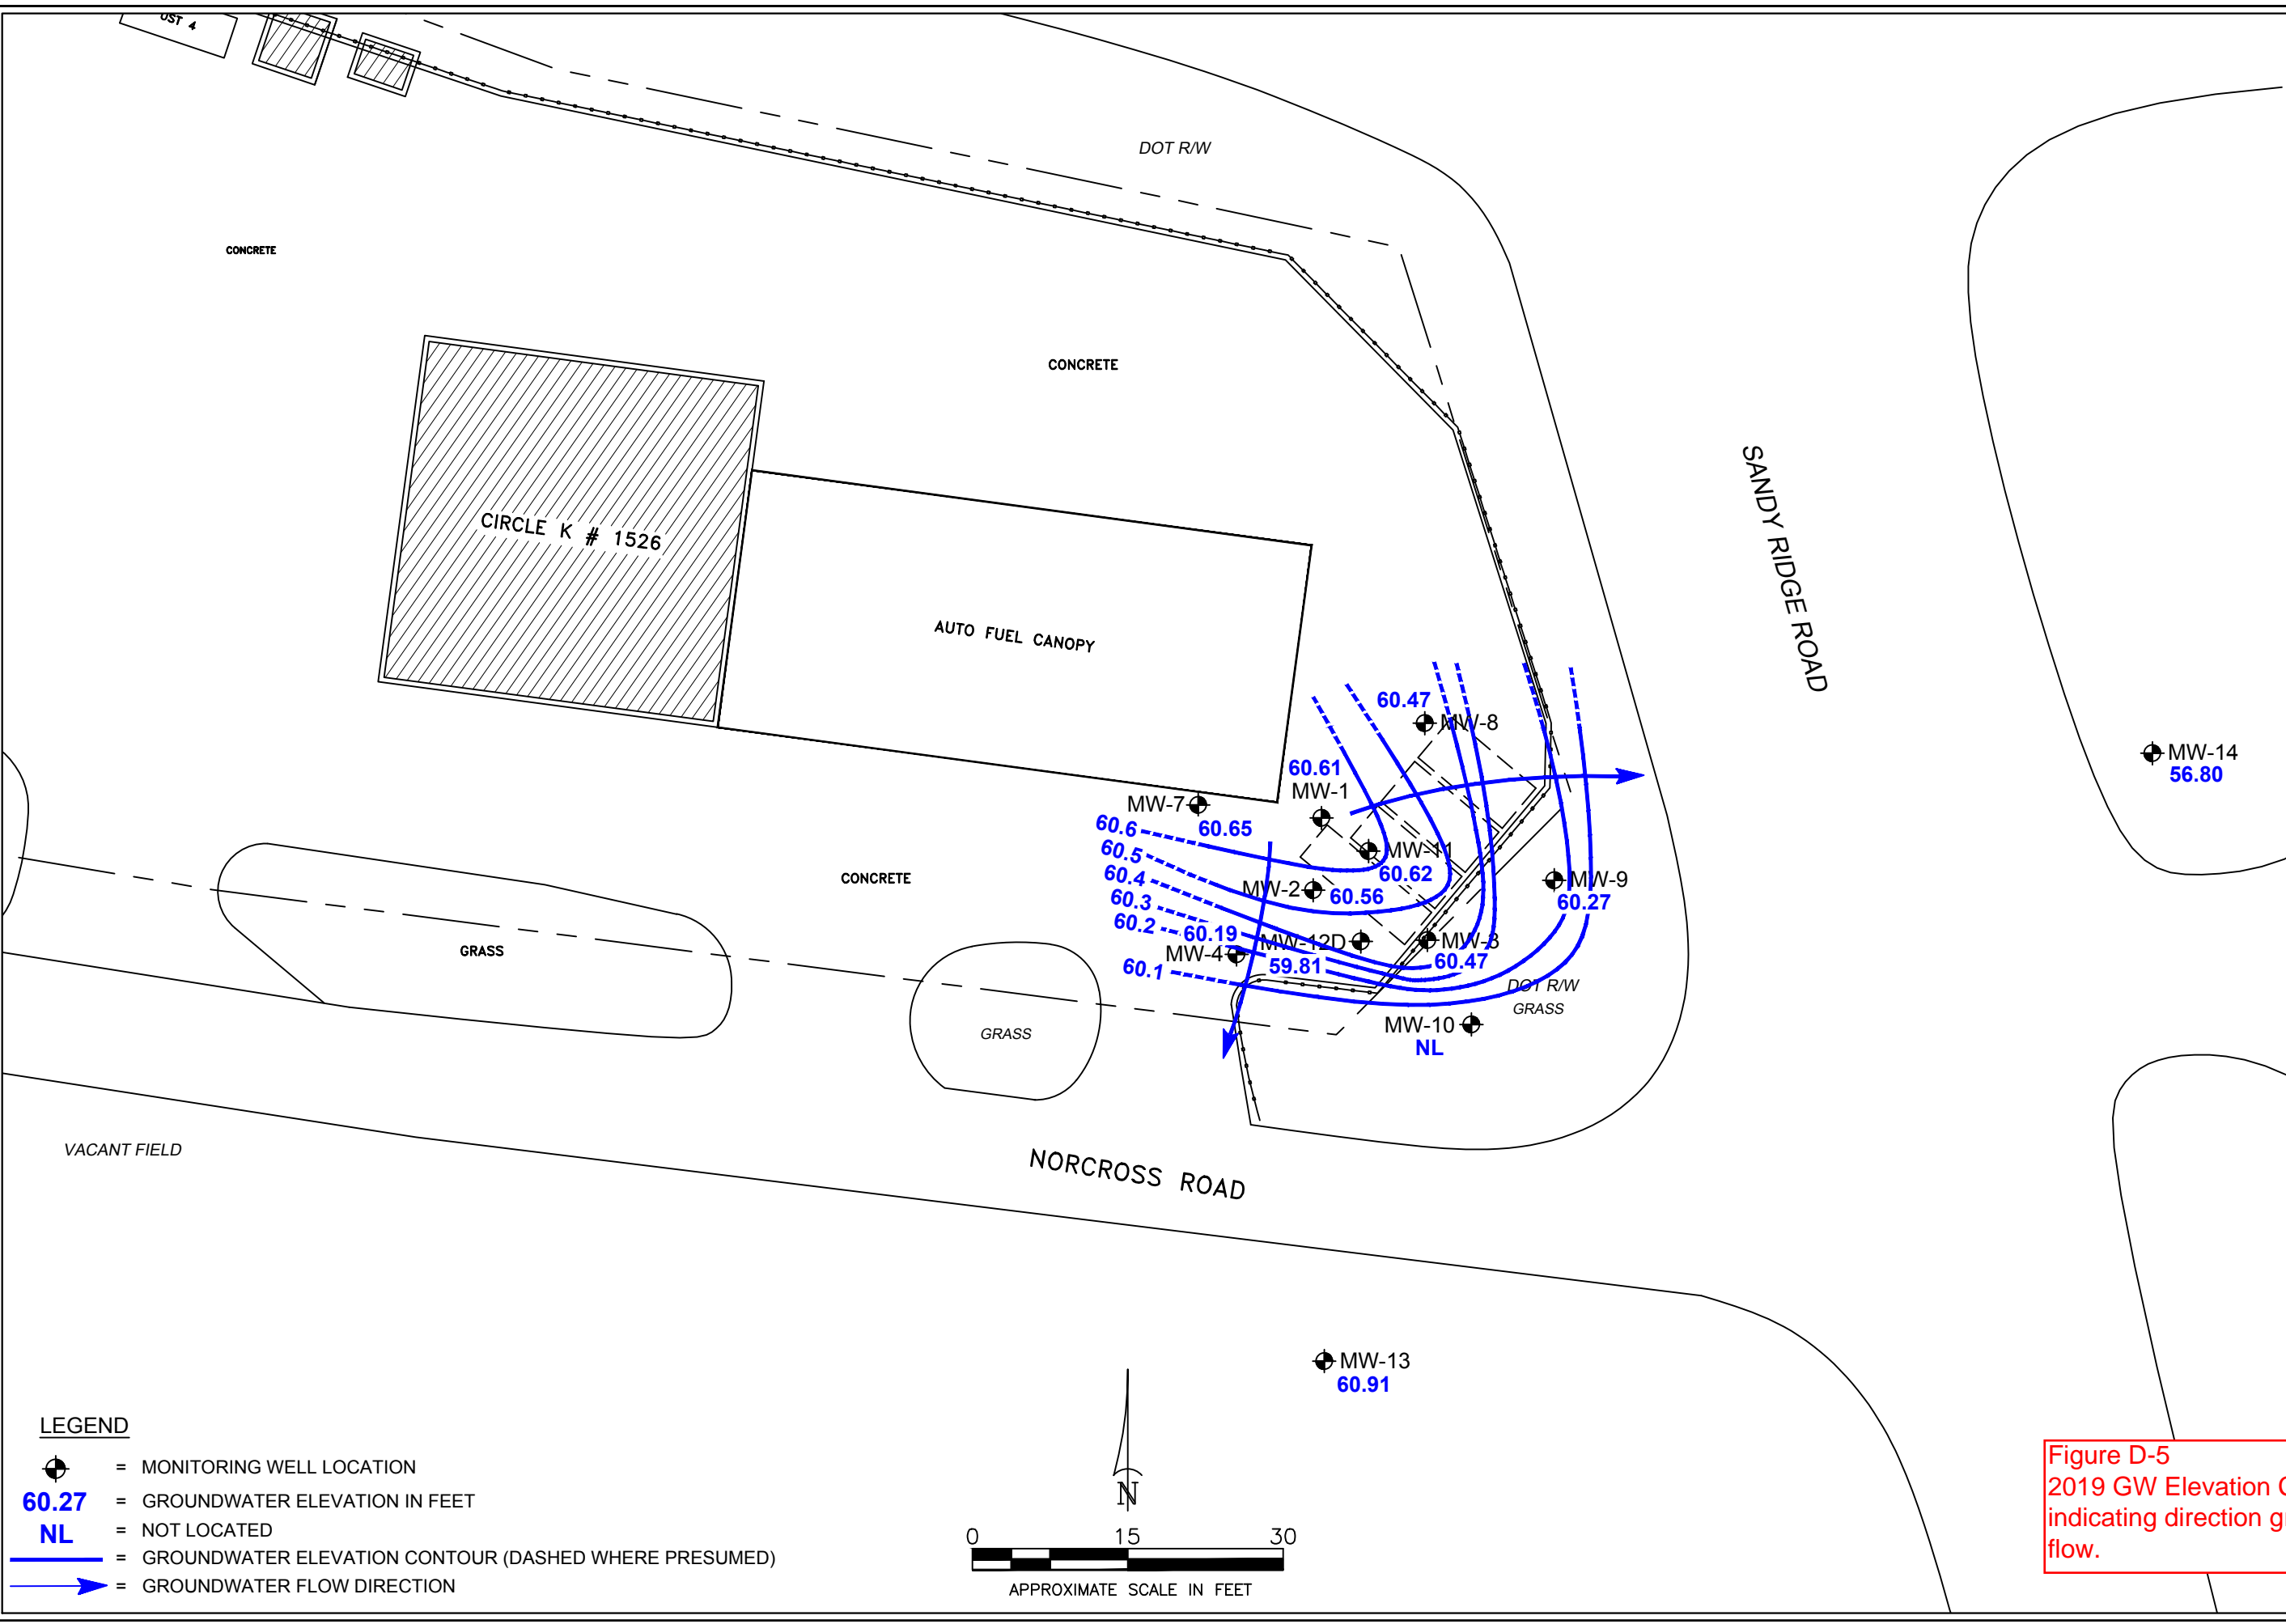 UST 4
DOT R/W
CONCRETE
CONCRETE
SANDY RIDGE ROAD
CIRCLE K # 1526
AUTO FUEL CANOPY
60.47
MW-8
MW-14
56.80
60.61
MW-1
MW-7
60.65
60.6
60.5
60.4
60.3
60.2
60.1
MW-11
60.62
MW-2
60.56
MW-9
60.27
CONCRETE
60.19
MW-4
MW-12D
59.81
MW-3
60.47
DOT R/W
GRASS
GRASS
GRASS
MW-10
NL
VACANT FIELD
NORCROSS ROAD
MW-13
60.91
LEGEND
= MONITORING WELL LOCATION
60.27 = GROUNDWATER ELEVATION IN FEET
NL = NOT LOCATED
= GROUNDWATER ELEVATION CONTOUR (DASHED WHERE PRESUMED)
= GROUNDWATER FLOW DIRECTION
N
0 15 30
APPROXIMATE SCALE IN FEET
Figure D-5
2019 GW Elevation
indicating direction
flow.